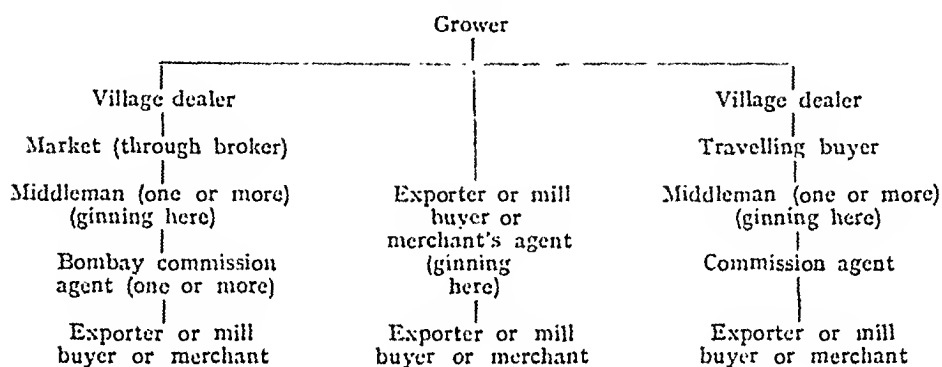 Grower
Village dealer
Market (through broker)
Middleman (one or more)
(ginning here)
Bombay commission
agent (one or more)
Exporter or mill
buyer or merchant
Exporter or mill
buyer or
merchant's agent
(ginning
here)
Exporter or mill
buyer or merchant
Village dealer
Travelling buyer
Middleman (one or more)
(ginning here)
Commission agent
Exporter or mill
buyer or merchant